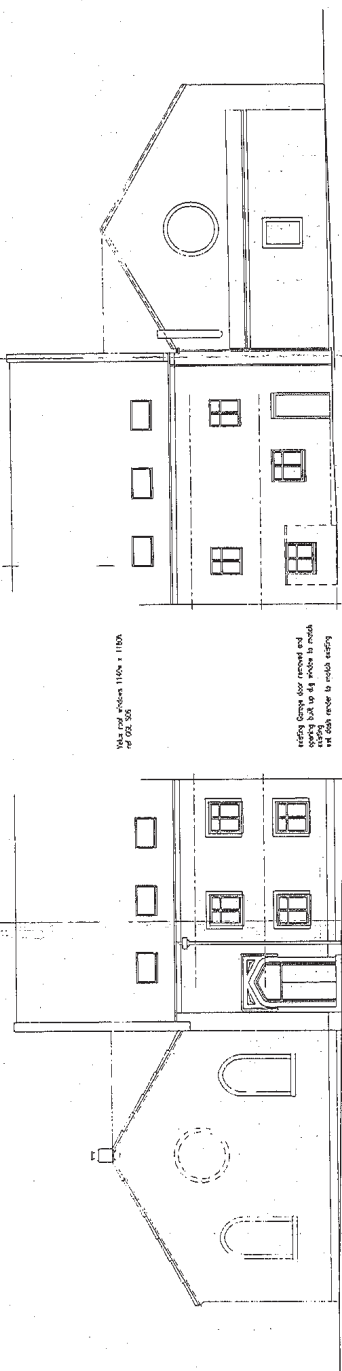 Velux roof windows 1140w x 1180h
ref GGL S06
existing Garage door removed and
opening built up d.g window to match
existing
wet dash render to match existing